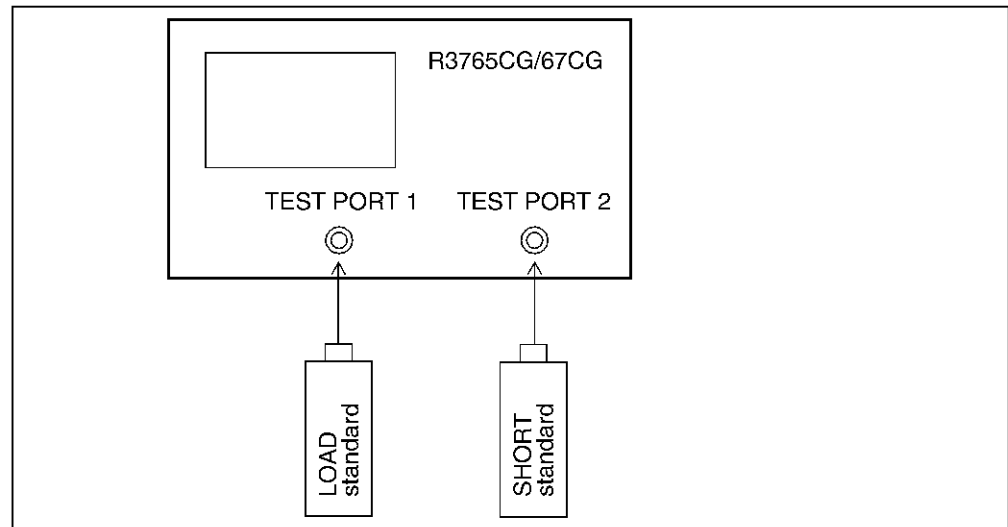 R3765CG/67CG
TEST PORT 1
TEST PORT 2
LOAD
standard
SHORT
standard